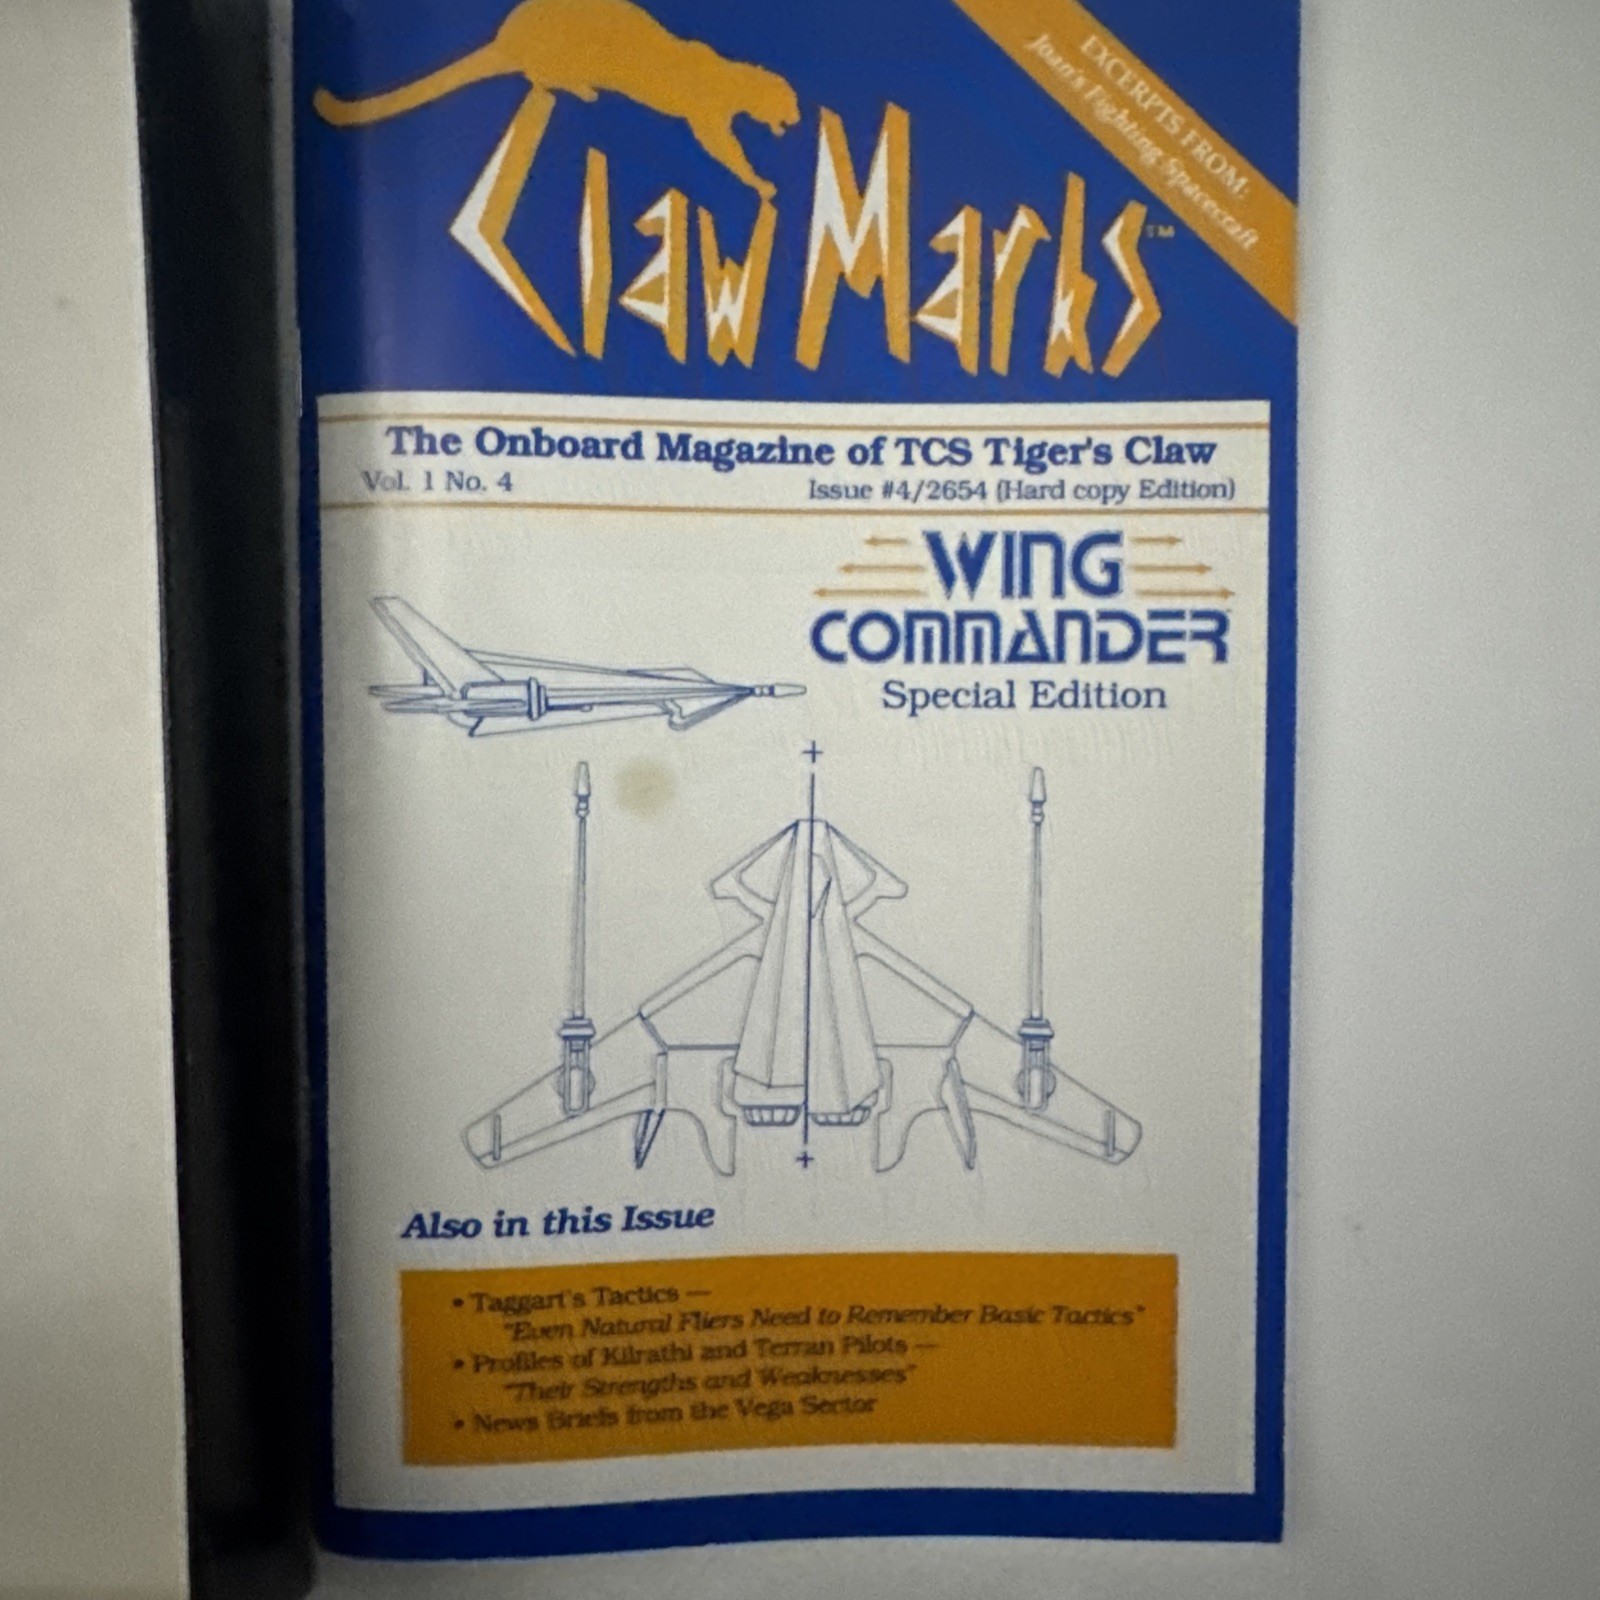 EXCERPTS FROM:
Joan's Fighting Spacecraft
Claw Marks™
The Onboard Magazine of TCS Tiger's Claw
Vol. 1 No. 4
Issue #4/2654 (Hard copy Edition)
WING
COMMANDER
Special Edition
Also in this Issue
• Taggart's Tactics —
"Even Natural Fliers Need to Remember Basic Tactics"
• Profiles of Kilrathi and Terran Pilots —
"Their Strengths and Weaknesses"
• News Briefs from the Vega Sector